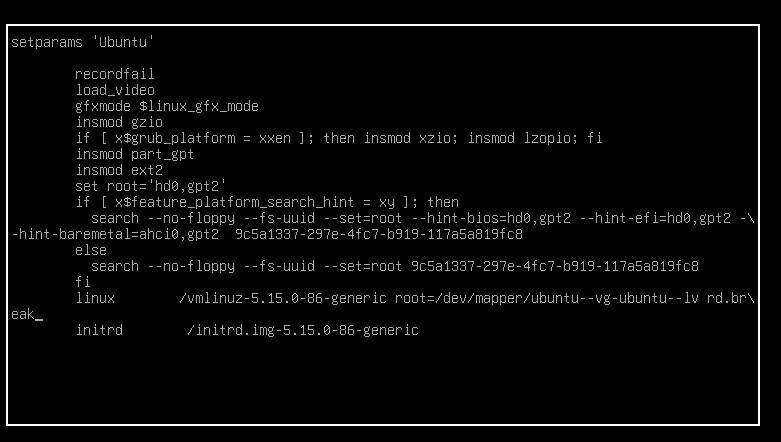 setparams 'Ubuntu'
recordfail
load_video
gfxmode $linux_gfx_mode
insmod gzio
if [ x$grub_platform = xxen ]; then insmod xzio; insmod lzopio; fi
insmod part_gpt
insmod ext2
set root='hd0,gpt2'
if [ x$feature_platform_search_hint = xy ]; then
search --no-floppy --fs-uuid --set=root --hint-bios=hd0,gpt2 --hint-efi=hd0,gpt2 -\
-hint-baremetal=ahci0,gpt2  9c5a1337-297e-4fc7-b919-117a5a819fc8
else
search --no-floppy --fs-uuid --set=root 9c5a1337-297e-4fc7-b919-117a5a819fc8
fi
linux        /vmlinuz-5.15.0-86-generic root=/dev/mapper/ubuntu--vg-ubuntu--lv rd.br\
eak_
initrd        /initrd.img-5.15.0-86-generic